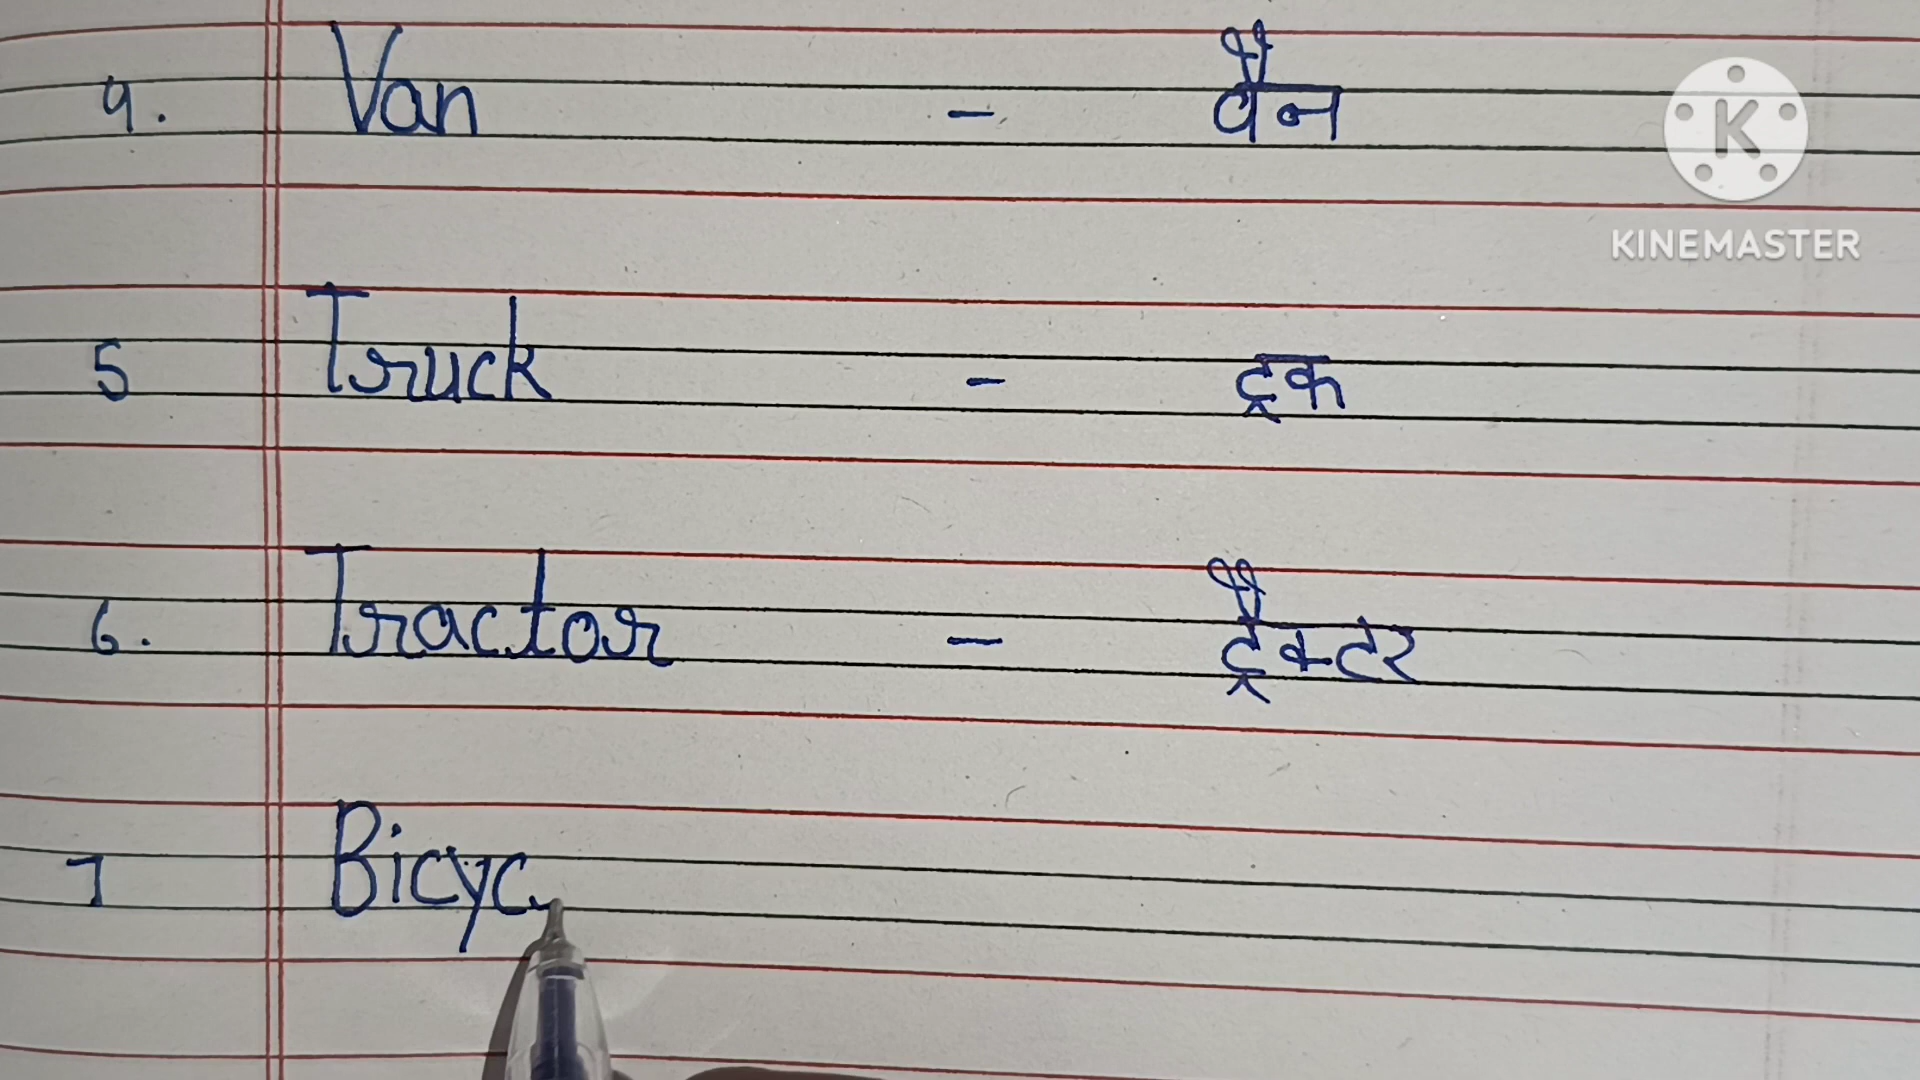 4. Van - वैन
KINEMASTER
5 Truck - ट्रक
6. Tractor - ट्रैक्टर
7 Bicyc